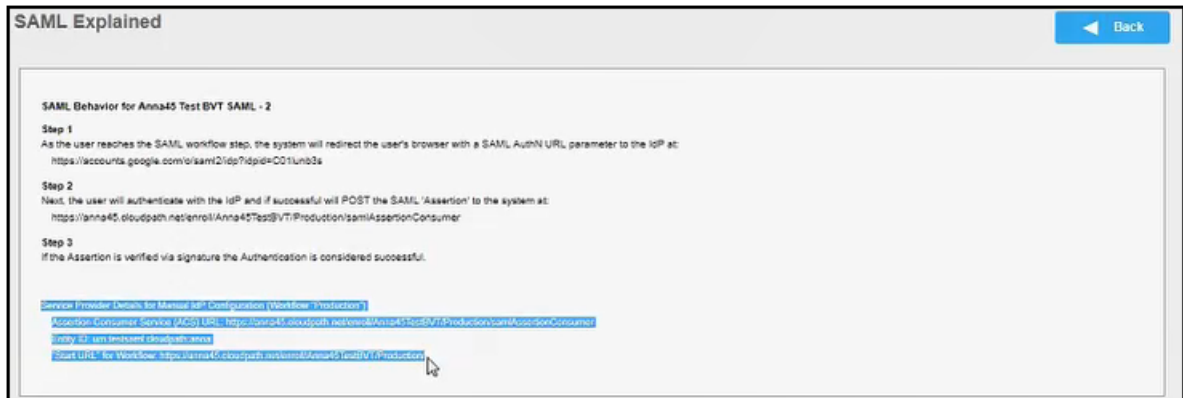 SAML Explained
Back
SAML Behavior for Anna45 Test BVT SAML - 2
Step 1
As the user reaches the SAML workflow step, the system will redirect the user's browser with a SAML AuthN URL parameter to the IdP at:
https://accounts.google.com/o/saml2/idp?idpid=C01lunb3s
Step 2
Next, the user will authenticate with the IdP and if successful will POST the SAML 'Assertion' to the system at:
https://anna45.cloudpath.net/enroll/Anna45TestBVT/Production/samlAssertionConsumer
Step 3
If the Assertion is verified via signature the Authentication is considered successful.
Service Provider Details for Manual IdP Configuration (Workflow "Production")
Assertion Consumer Service (ACS) URL: https://anna45.cloudpath.net/enroll/Anna45TestBVT/Production/samlAssertionConsumer
Entity ID: urn:testsaml:cloudpath:anna
"Start URL" for Workflow: https://anna45.cloudpath.net/enroll/Anna45TestBVT/Production/